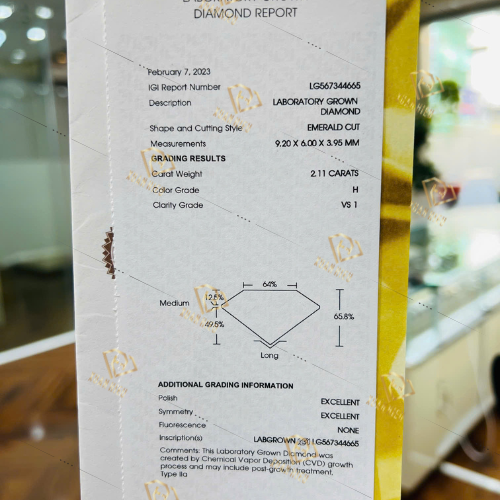 LABORATORY GROWN
DIAMOND REPORT
February 7, 2023
IGI Report Number LG567344665
Description LABORATORY GROWN
DIAMOND
Shape and Cutting Style EMERALD CUT
Measurements 9.20 X 6.00 X 3.95 MM
GRADING RESULTS
Carat Weight 2.11 CARATS
Color Grade H
Clarity Grade VS 1
64%
Medium 12.5%
49.5% 65.8%
Long
ADDITIONAL GRADING INFORMATION
Polish EXCELLENT
Symmetry EXCELLENT
Fluorescence NONE
Inscription(s) LABGROWN LG567344665
Comments: This Laboratory Grown Diamond was
created by Chemical Vapor Deposition (CVD) growth
process and may include post-growth treatment.
Type IIa